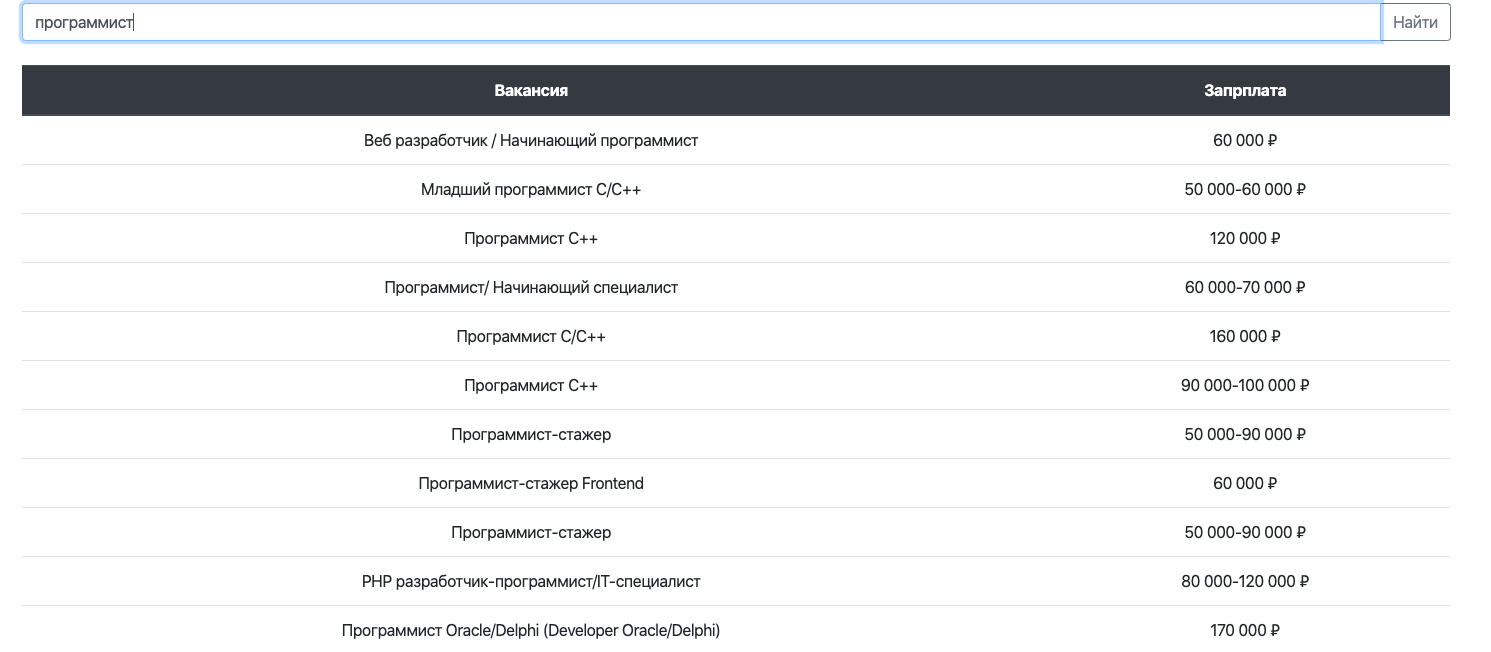 программист Найти
Вакансия Запрплата
Веб разработчик / Начинающий программист 60 000 ₽
Младший программист C/C++ 50 000-60 000 ₽
Программист C++ 120 000 ₽
Программист/ Начинающий специалист 60 000-70 000 ₽
Программист C/C++ 160 000 ₽
Программист C++ 90 000-100 000 ₽
Программист-стажер 50 000-90 000 ₽
Программист-стажер Frontend 60 000 ₽
Программист-стажер 50 000-90 000 ₽
PHP разработчик-программист/IT-специалист 80 000-120 000 ₽
Программист Oracle/Delphi (Developer Oracle/Delphi) 170 000 ₽